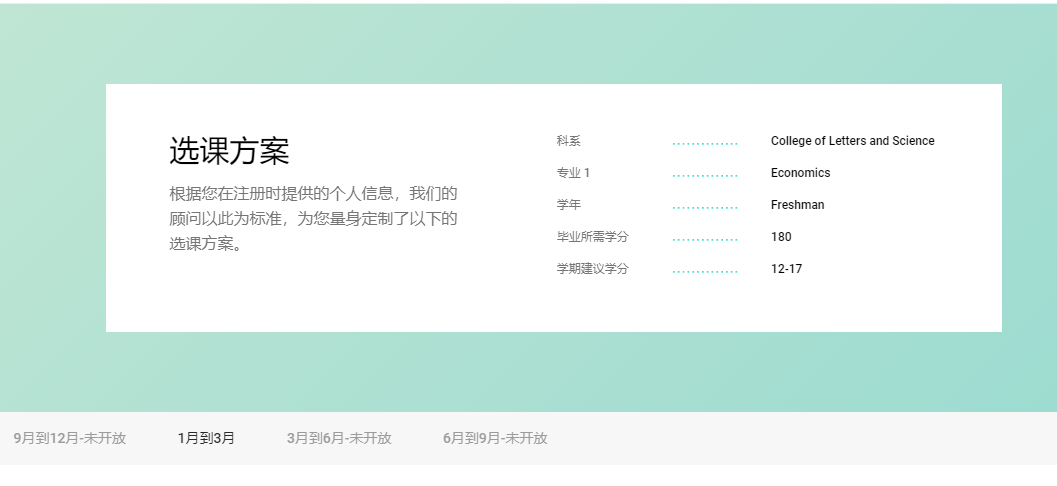 选课方案
根据您在注册时提供的个人信息，我们的
顾问以此为标准，为您量身定制了以下的
选课方案。
科系 .............. College of Letters and Science
专业 1 .............. Economics
学年 .............. Freshman
毕业所需学分 .............. 180
学期建议学分 .............. 12-17
9月到12月-未开放 1月到3月 3月到6月-未开放 6月到9月-未开放